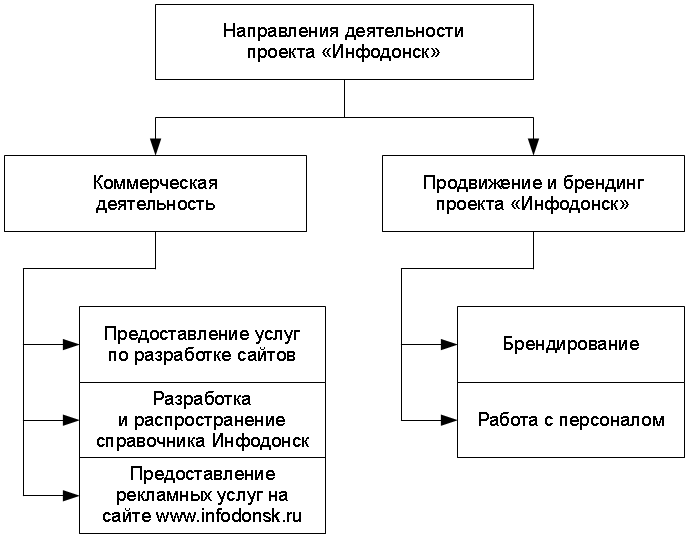 Направления деятельности
проекта «Инфодонск»
Коммерческая
деятельность
Продвижение и брендинг
проекта «Инфодонск»
Предоставление услуг
по разработке сайтов
Разработка
и распространение
справочника Инфодонск
Предоставление
рекламных услуг на
сайте www.infodonsk.ru
Брендирование
Работа с персоналом